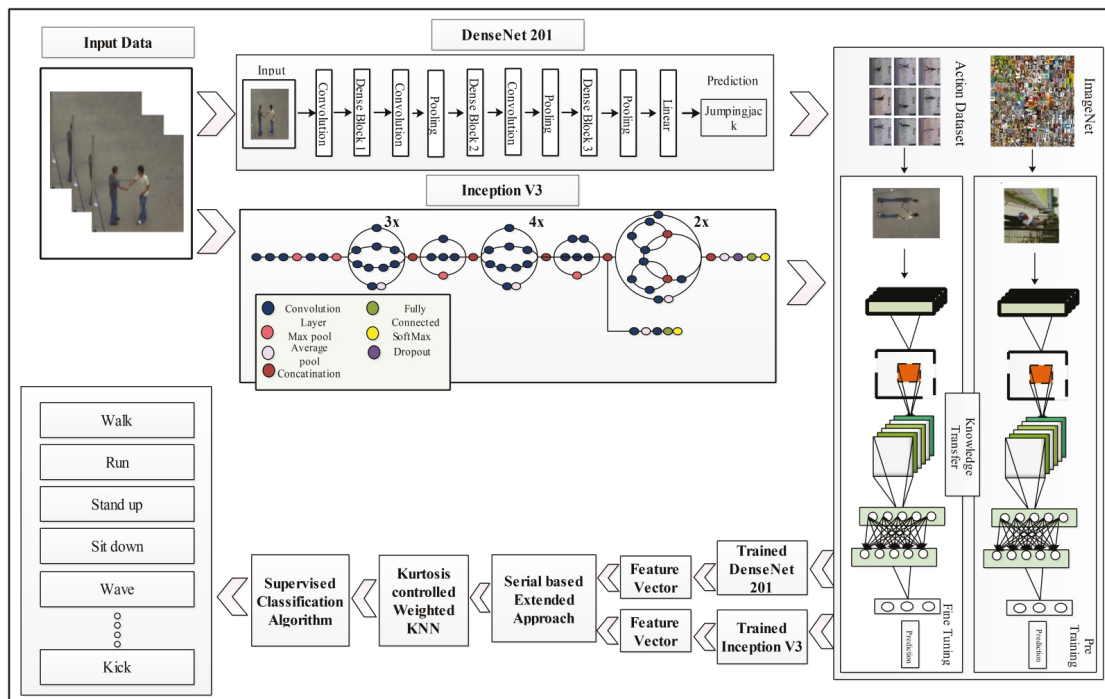 Input Data
DenseNet 201
Input
Convolution
Dense Block 1
Convolution
Pooling
Dense Block 2
Convolution
Pooling
Dense Block 3
Pooling
Linear
Prediction
Jumpingjac
k
Inception V3
3x
4x
2x
Convolution
Layer
Max pool
Average
pool
Concatination
Fully
Connected
SoftMax
Dropout
Action Dataset
ImageNet
Knowledge
Transfer
Fine Tuning
Prediction
Pre
Training
Prediction
Trained
DenseNet
201
Trained
Inception V3
Feature
Vector
Feature
Vector
Serial based
Extended
Approach
Kurtosis
controlled
Weighted
KNN
Supervised
Classification
Algorithm
Walk
Run
Stand up
Sit down
Wave
Kick